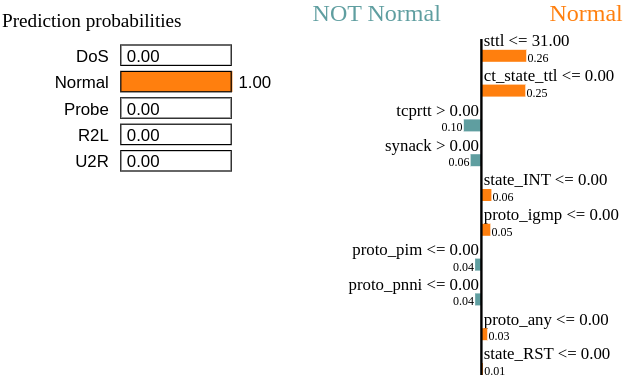 Prediction probabilities
DoS 0.00
Normal 1.00
Probe 0.00
R2L 0.00
U2R 0.00
NOT Normal Normal
sttl <= 31.00
0.26
ct_state_ttl <= 0.00
0.25
tcprtt > 0.00
0.10
synack > 0.00
0.06
state_INT <= 0.00
0.06
proto_igmp <= 0.00
0.05
proto_pim <= 0.00
0.04
proto_pnni <= 0.00
0.04
proto_any <= 0.00
0.03
state_RST <= 0.00
0.01